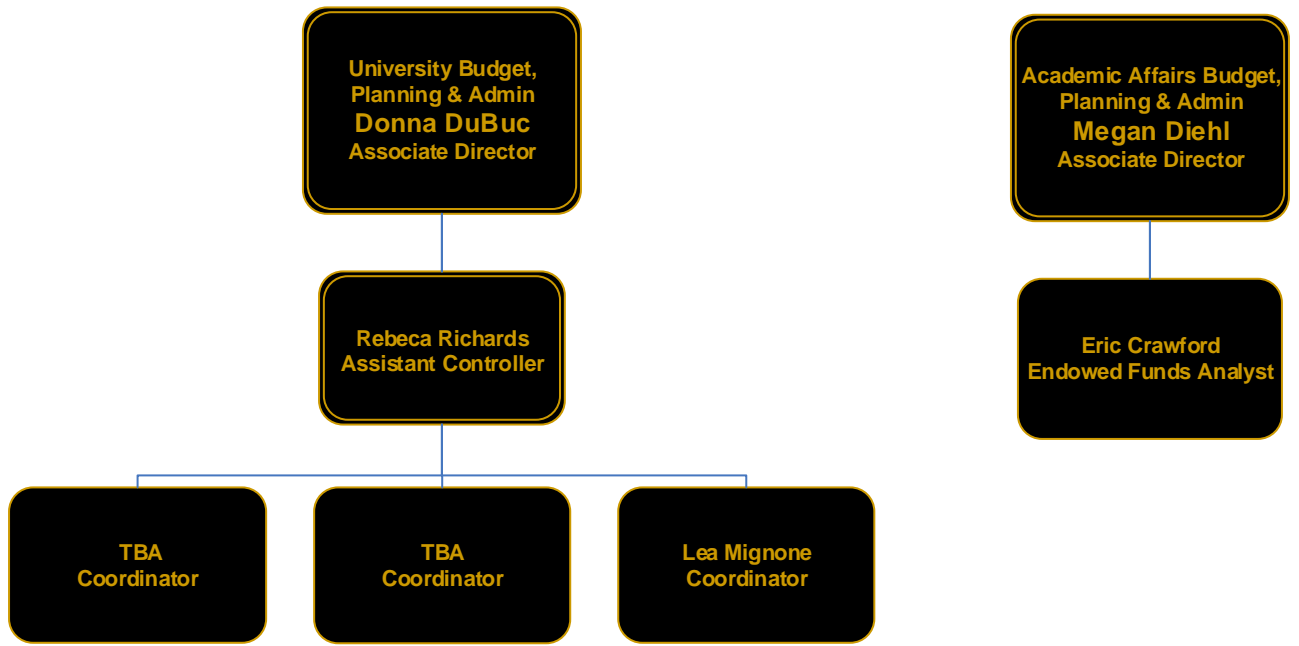 University Budget,
Planning & Admin
Donna DuBuc
Associate Director
Academic Affairs Budget,
Planning & Admin
Megan Diehl
Associate Director
Rebeca Richards
Assistant Controller
Eric Crawford
Endowed Funds Analyst
TBA
Coordinator
TBA
Coordinator
Lea Mignone
Coordinator